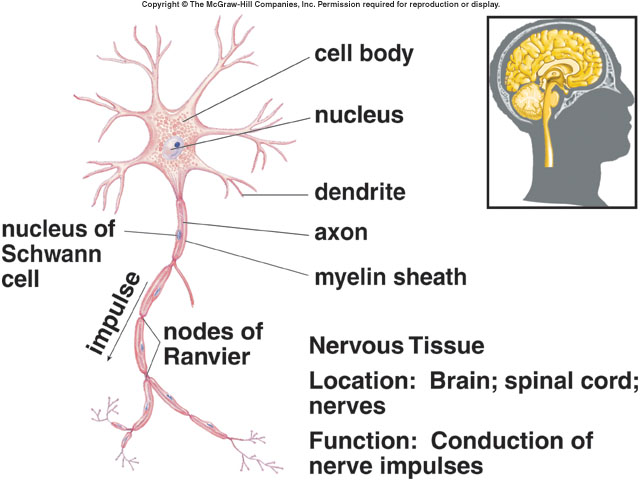 Copyright © The McGraw-Hill Companies, Inc. Permission required for reproduction or display.
cell body
nucleus
dendrite
axon
myelin sheath
nucleus of
Schwann
cell
impulse
nodes of
Ranvier
Nervous Tissue
Location: Brain; spinal cord;
nerves
Function: Conduction of
nerve impulses